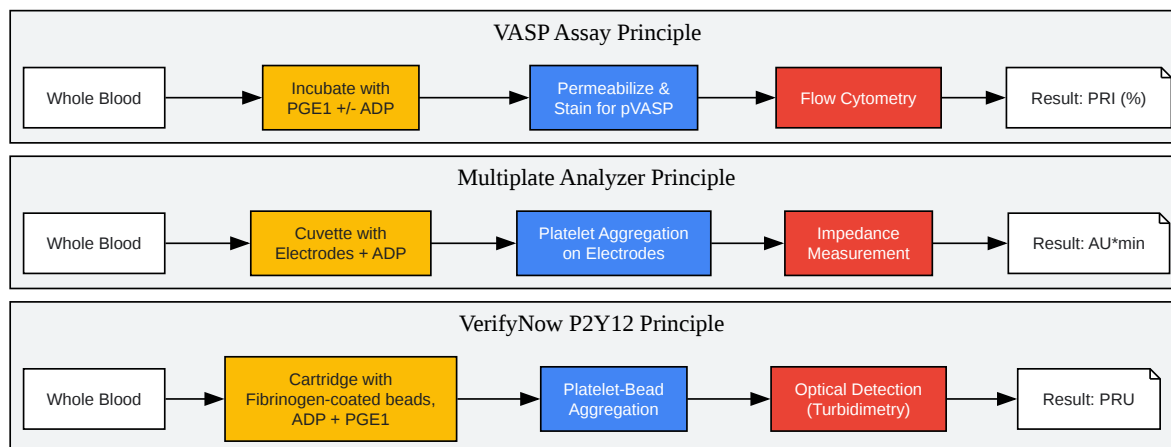 VASP Assay Principle
Whole Blood
Incubate with
PGE1 +/- ADP
Permeabilize &
Stain for pVASP
Flow Cytometry
Result: PRI (%)
Multiplate Analyzer Principle
Whole Blood
Cuvette with
Electrodes + ADP
Platelet Aggregation
on Electrodes
Impedance
Measurement
Result: AU*min
VerifyNow P2Y12 Principle
Whole Blood
Cartridge with
Fibrinogen-coated beads,
ADP + PGE1
Platelet-Bead
Aggregation
Optical Detection
(Turbidimetry)
Result: PRU